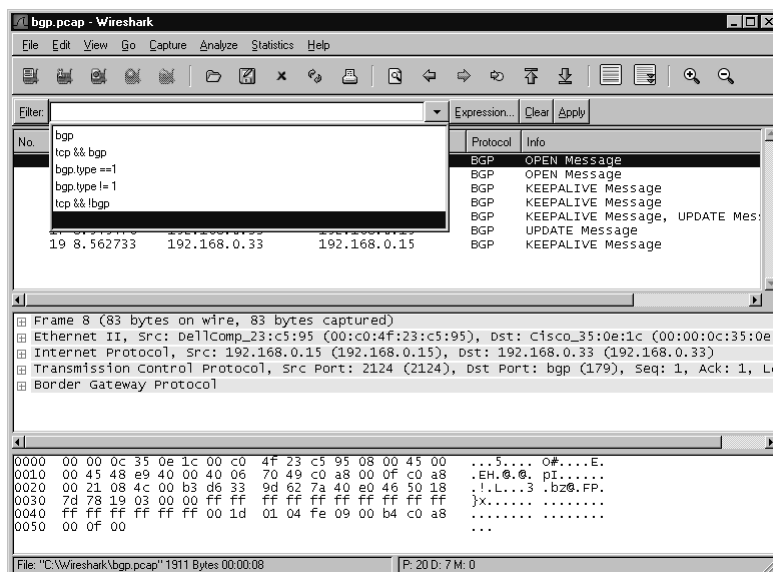 bgp.pcap - Wireshark
File Edit View Go Capture Analyze Statistics Help
Filter: Expression... Clear Apply
bgp
tcp && bgp
bgp.type ==1
bgp.type != 1
tcp && !bgp
No. Protocol Info
BGP OPEN Message
BGP OPEN Message
BGP KEEPALIVE Message
BGP KEEPALIVE Message
BGP KEEPALIVE Message, UPDATE Mes
BGP UPDATE Message
19 8.562733 192.168.0.33 192.168.0.15 BGP KEEPALIVE Message
Frame 8 (83 bytes on wire, 83 bytes captured)
Ethernet II, Src: DellComp_23:c5:95 (00:c0:4f:23:c5:95), Dst: Cisco_35:0e:1c (00:00:0c:35:0e
Internet Protocol, Src: 192.168.0.15 (192.168.0.15), Dst: 192.168.0.33 (192.168.0.33)
Transmission Control Protocol, Src Port: 2124 (2124), Dst Port: bgp (179), Seq: 1, Ack: 1, L
Border Gateway Protocol
0000 00 00 0c 35 0e 1c 00 c0 4f 23 c5 95 08 00 45 00 ...5.... O#....E.
0010 00 45 48 e9 40 00 40 06 70 49 c0 a8 00 0f c0 a8 .EH.@.@. pI......
0020 00 21 08 4c 00 b3 d6 33 9d 62 7a 40 e0 46 50 18 .!.L...3 .bz@.FP.
0030 7d 78 19 03 00 00 ff ff ff ff ff ff ff ff ff ff }x...... ........
0040 ff ff ff ff ff ff 00 1d 01 04 fe 09 00 b4 c0 a8 ........ ........
0050 00 0f 00 ...
File: "C:\Wireshark\bgp.pcap" 1911 Bytes 00:00:08 P: 20 D: 7 M: 0